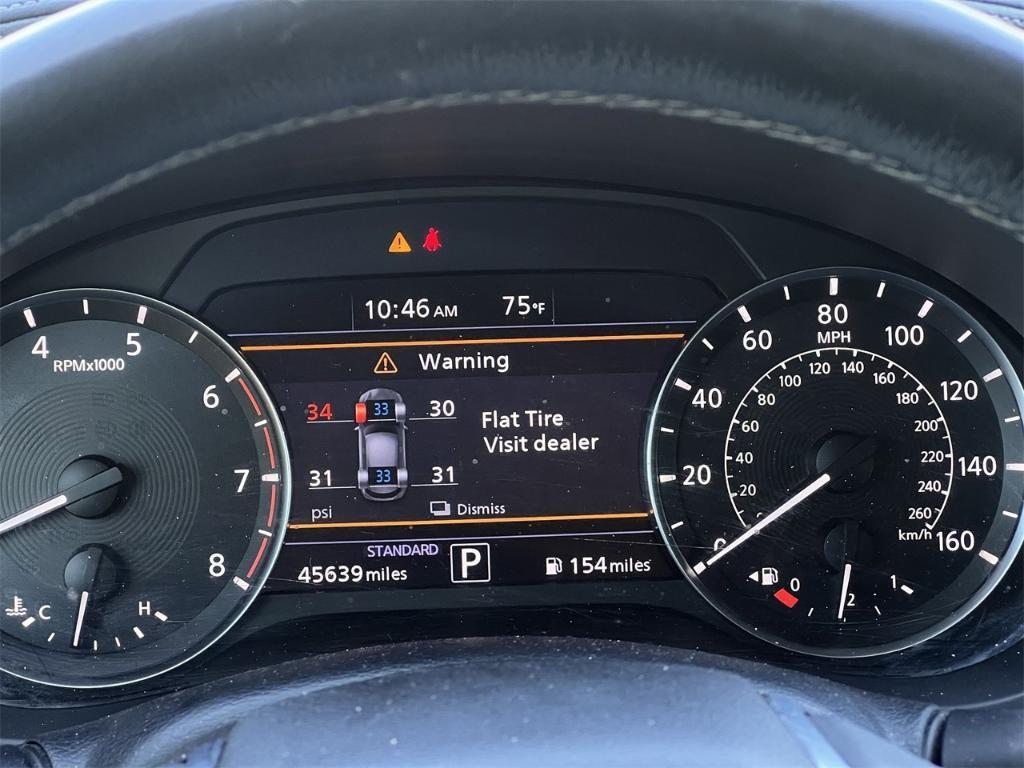 10:46 AM 75°F
Warning
34 33 30
Flat Tire
Visit dealer
31 33 31
psi Dismiss
STANDARD
45639 miles P 154 miles
4 5 6 7 8
RPMx1000
C H
0 20 40 60 80 100 120 140 160
MPH
20 40 60 80 100 120 140 160 180 200 220 240 260
km/h
0 1/2 1